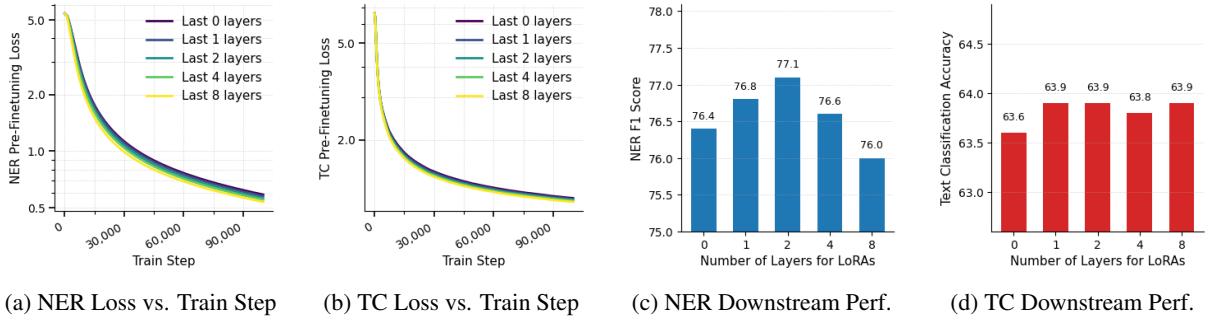 5.0
2.0
1.0
0.5
NER Pre-Finetuning Loss
Last 0 layers
Last 1 layers
Last 2 layers
Last 4 layers
Last 8 layers
0
30,000
60,000
90,000
Train Step
(a) NER Loss vs. Train Step
5.0
2.0
TC Pre-Finetuning Loss
Last 0 layers
Last 1 layers
Last 2 layers
Last 4 layers
Last 8 layers
0
30,000
60,000
90,000
Train Step
(b) TC Loss vs. Train Step
78.0
77.5
77.0
76.5
76.0
75.5
75.0
NER F1 Score
76.4
76.8
77.1
76.6
76.0
0 1 2 4 8
Number of Layers for LoRAs
(c) NER Downstream Perf.
64.5
64.0
63.5
63.0
Text Classification Accuracy
63.6
63.9
63.9
63.8
63.9
0 1 2 4 8
Number of Layers for LoRAs
(d) TC Downstream Perf.